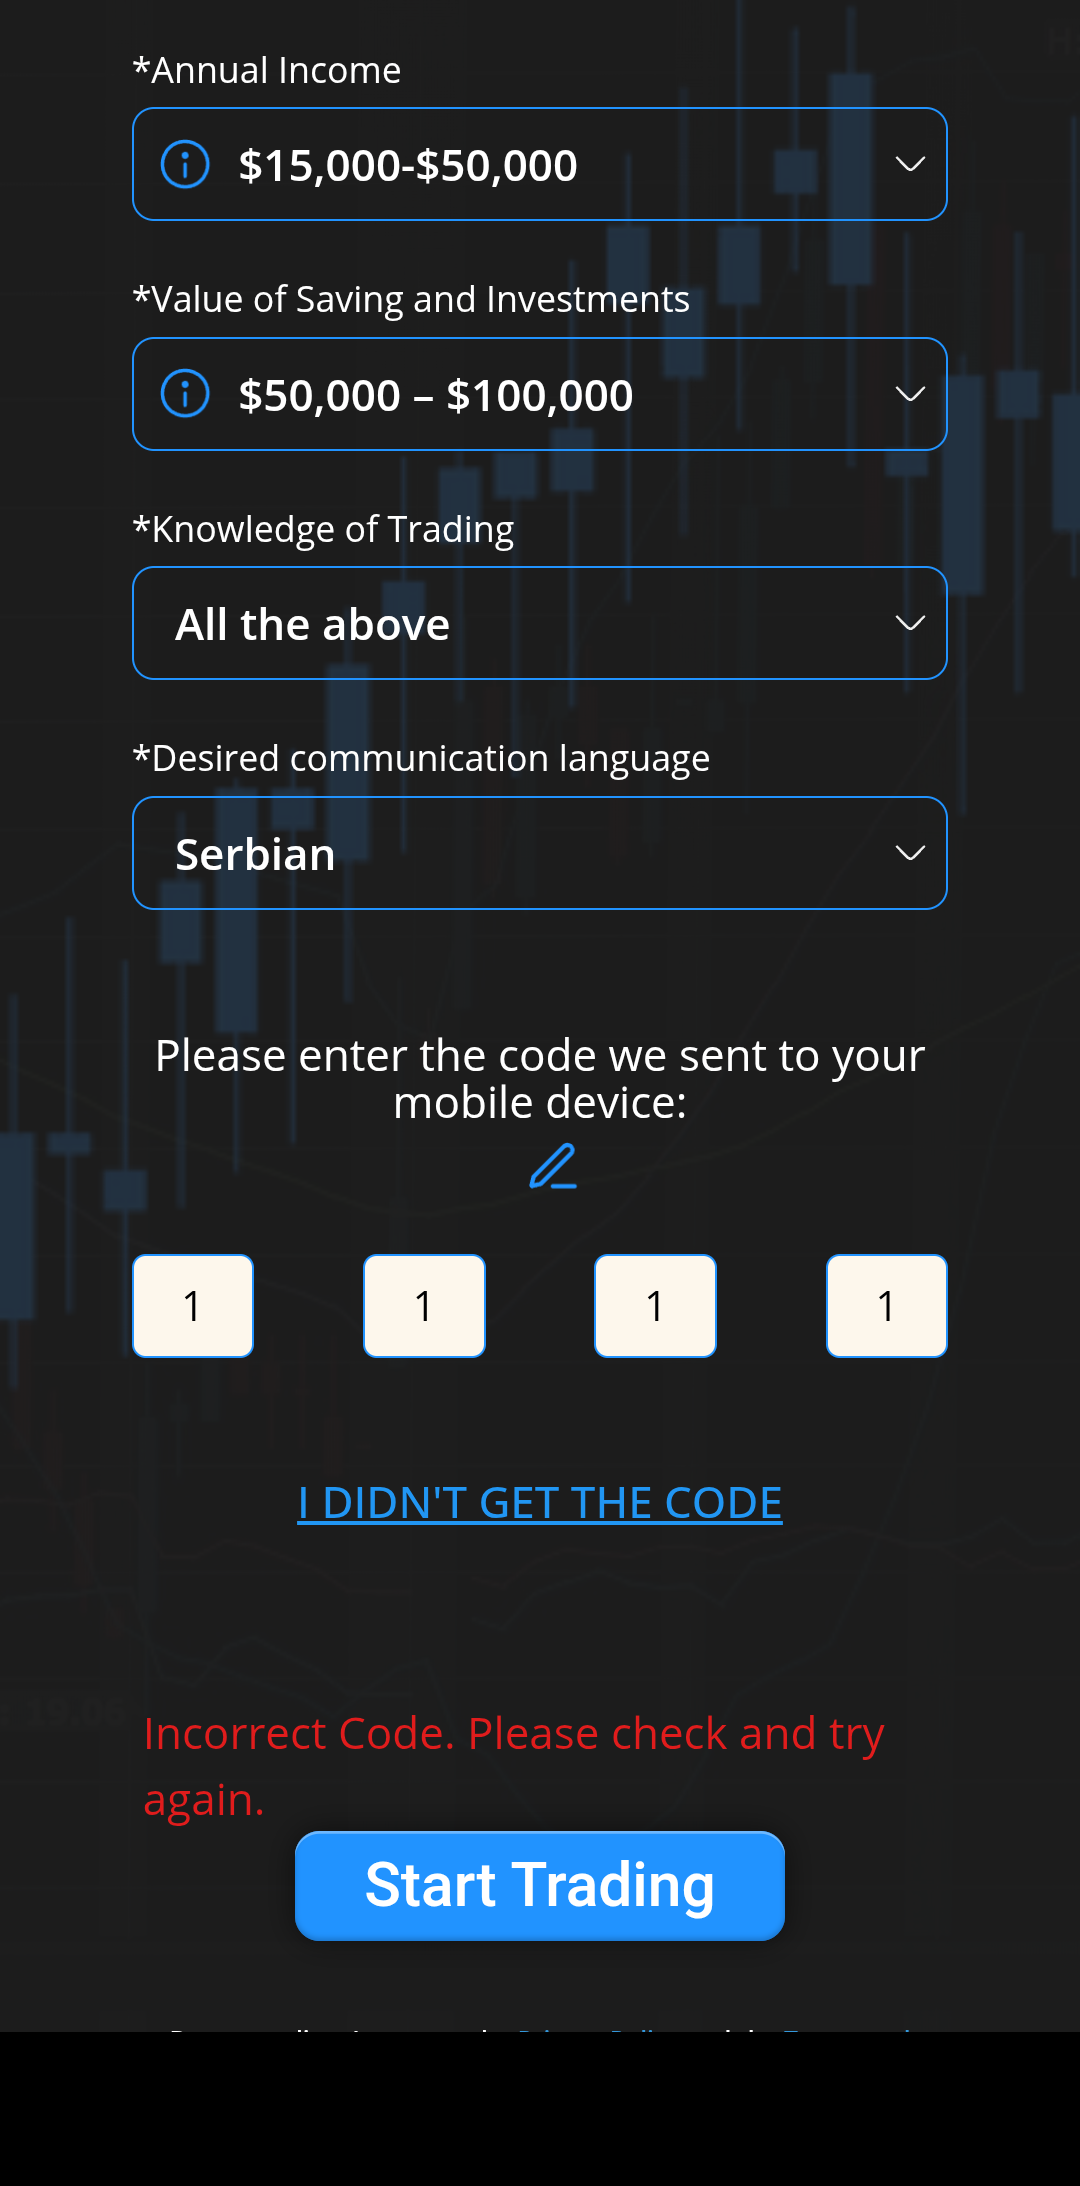 *Annual Income
$15,000-$50,000
*Value of Saving and Investments
$50,000 – $100,000
*Knowledge of Trading
All the above
*Desired communication language
Serbian
Please enter the code we sent to your
mobile device:
1 1 1 1
I DIDN'T GET THE CODE
Incorrect Code. Please check and try
again.
Start Trading